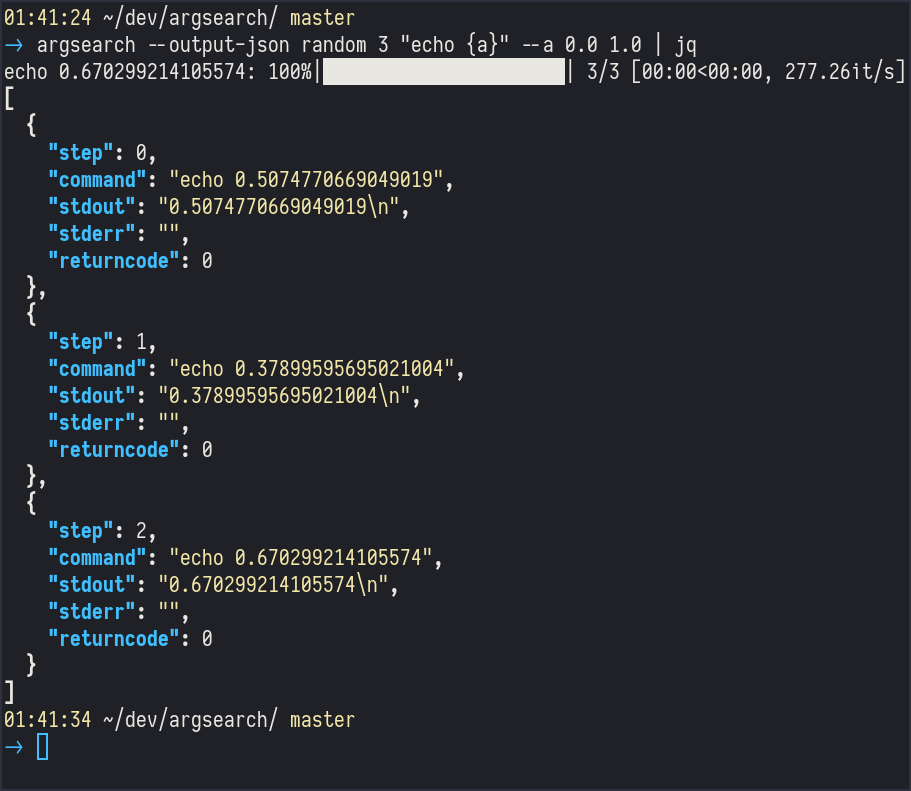 01:41:24 ~/dev/argsearch/ master
→ argsearch --output-json random 3 "echo {a}" --a 0.0 1.0 | jq
echo 0.670299214105574: 100%|██████████████████████| 3/3 [00:00<00:00, 277.26it/s]
[
  {
    "step": 0,
    "command": "echo 0.5074770669049019",
    "stdout": "0.5074770669049019\n",
    "stderr": "",
    "returncode": 0
  },
  {
    "step": 1,
    "command": "echo 0.37899595695021004",
    "stdout": "0.37899595695021004\n",
    "stderr": "",
    "returncode": 0
  },
  {
    "step": 2,
    "command": "echo 0.670299214105574",
    "stdout": "0.670299214105574\n",
    "stderr": "",
    "returncode": 0
  }
]
01:41:34 ~/dev/argsearch/ master
→